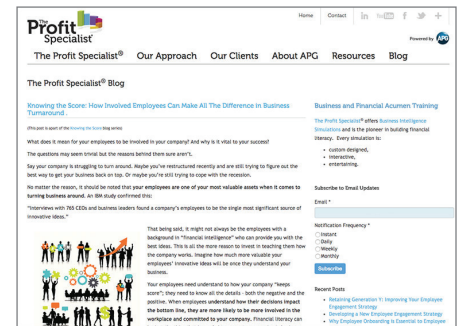 Home Contact in You Tube f +
The Profit Specialist®
Powered by APG
The Profit Specialist® Our Approach Our Clients About APG Resources Blog
The Profit Specialist® Blog
Knowing the Score: How Involved Employees Can Make All The Difference in Business
Turnaround .
(This post is apart of the Knowing the Score blog series)
What does it mean for your employees to be involved in your company? And why is it vital to your success?
The questions may seem trivial but the reasons behind them sure aren't.
Say your company is struggling to turn around. Maybe you've restructured recently and are still trying to figure out the
best way to get your business back on top. Or maybe you're still trying to cope with the recession.
No matter the reason, it should be noted that your employees are one of your most valuable assets when it comes to
turning business around. An IBM study confirmed this:
"Interviews with 765 CEOs and business leaders found a company's employees to be the single most significant source of
innovative ideas."
That being said, it might not always be the employees with a
background in "financial intelligence" who can provide you with the
best ideas. This is all the more reason to invest in teaching them how
the company works. Imagine how much more valuable your
employees' innovative ideas will be once they understand your
business.
Your employees need understand to how your company "keeps
score"; they need to know all the details - both the negative and the
positive. When employees understand how their decisions impact
the bottom line, they are more likely to be more involved in the
workplace and committed to your company. Financial literacy can
Business and Financial Acumen Training
The Profit Specialist® offers Business Intelligence
Simulations and is the pioneer in building financial
literacy. Every simulation is:
• custom designed,
• interactive,
• entertaining.
Subscribe to Email Updates
Email *
Notification Frequency *
Instant
Daily
Weekly
Monthly
Subscribe
Recent Posts
• Retaining Generation Y: Improving Your Employee
Engagement Strategy
• Developing a New Employee Engagement Strategy
• Why Employee Onboarding is Essential to Employee